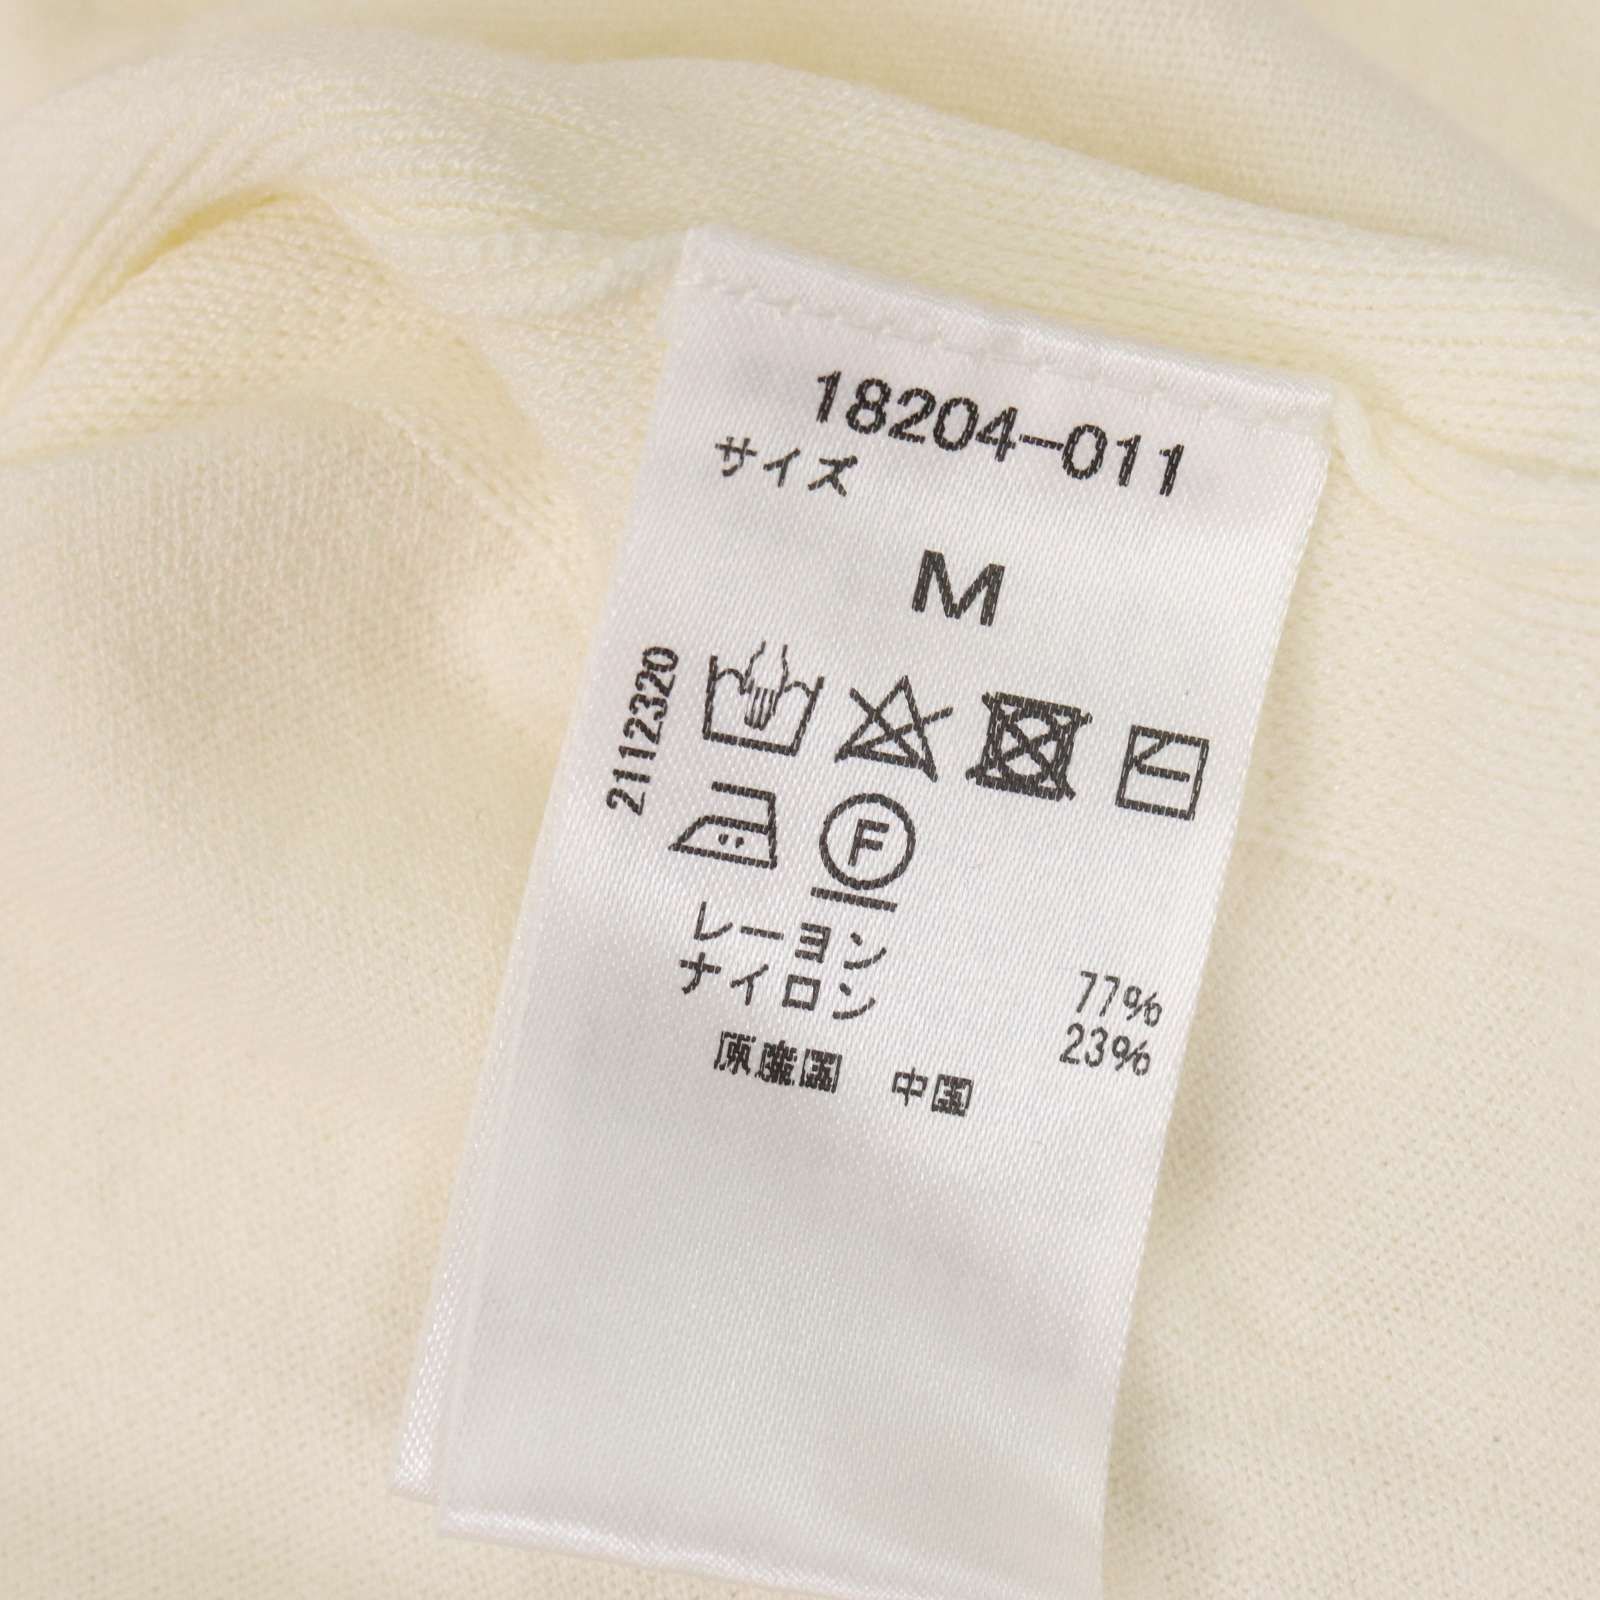 18204-011
サイズ
M
2112320
F
レーヨン 77%
ナイロン 23%
原産国 中国